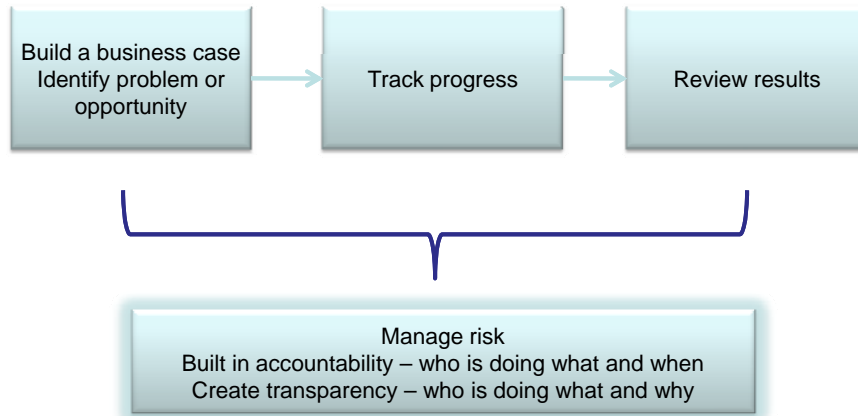 Build a business case
Identify problem or
opportunity
Track progress
Review results
Manage risk
Built in accountability – who is doing what and when
Create transparency – who is doing what and why